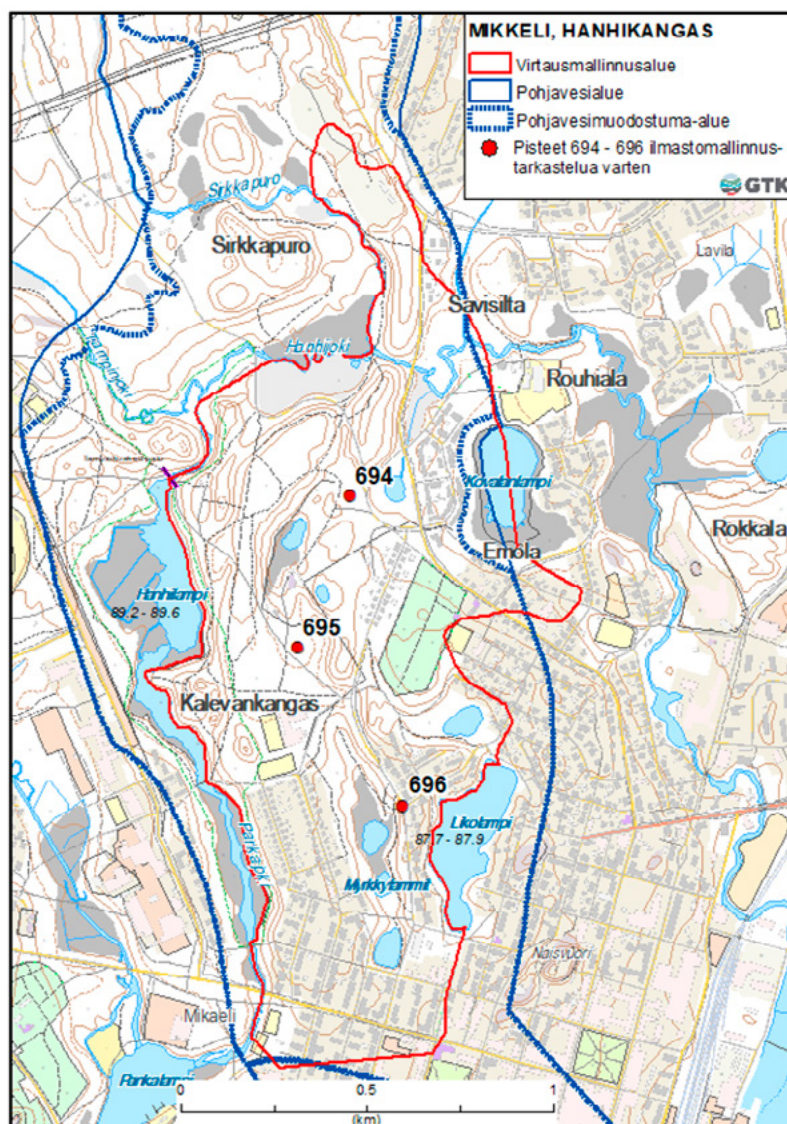 MIKKELI, HANHIKANGAS
Virtausmallinnusalue
Pohjavesialue
Pohjavesimuodostuma-alue
Pisteet 694 - 696 ilmastomallinnus-
tarkastelua varten
GTK
Sirkkapuro
Sirkkapuro
Lavila
Savisilta
Hanhijoki
Rouhiala
694
Kovalanlampi
Rokkala
Emola
Hanhilampi
89.2 - 89.6
695
Kalevankangas
696
Likolampi
87.7 - 87.9
Myrkkylammit
Naisvuori
Mikaeli
Pankalampi
0
0.5
1
(km)